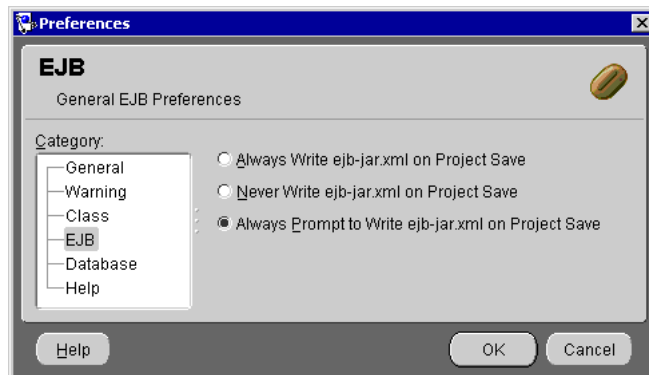 Preferences
EJB
General EJB Preferences
Category:
General
Warning
Class
EJB
Database
Help
Always Write ejb-jar.xml on Project Save
Never Write ejb-jar.xml on Project Save
Always Prompt to Write ejb-jar.xml on Project Save
Help
OK
Cancel